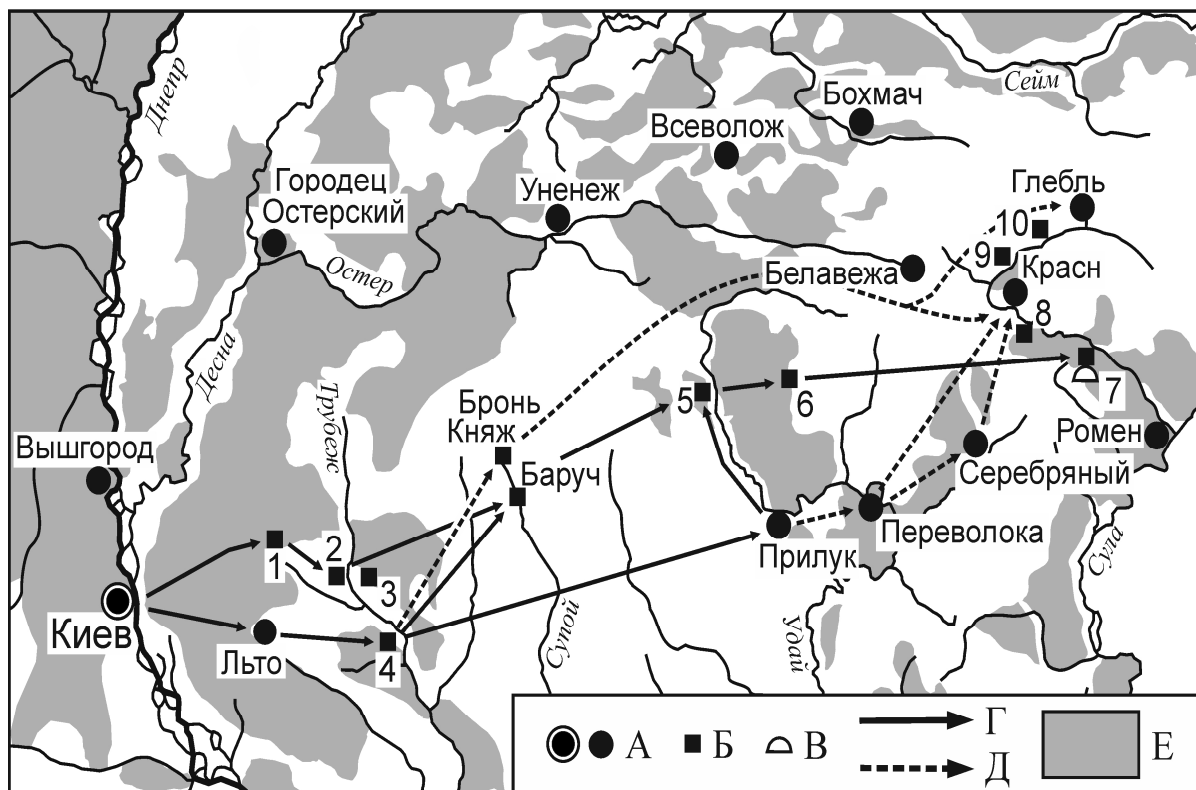 Днепр
Сейм
Бохмач
Всеволож
Глебль
Городец
Остерский
Уненеж
10
9
Остер
Белавежа
Красн
8
Десна
Трубеж
Бронь
Княж
5
6
7
Вышгород
Баруч
Ромен
Серебряный
2
Переволока
1
3
Прилук
Сула
Киев
Льто
4
Супой
Удай
А
Б
В
Г
Д
Е